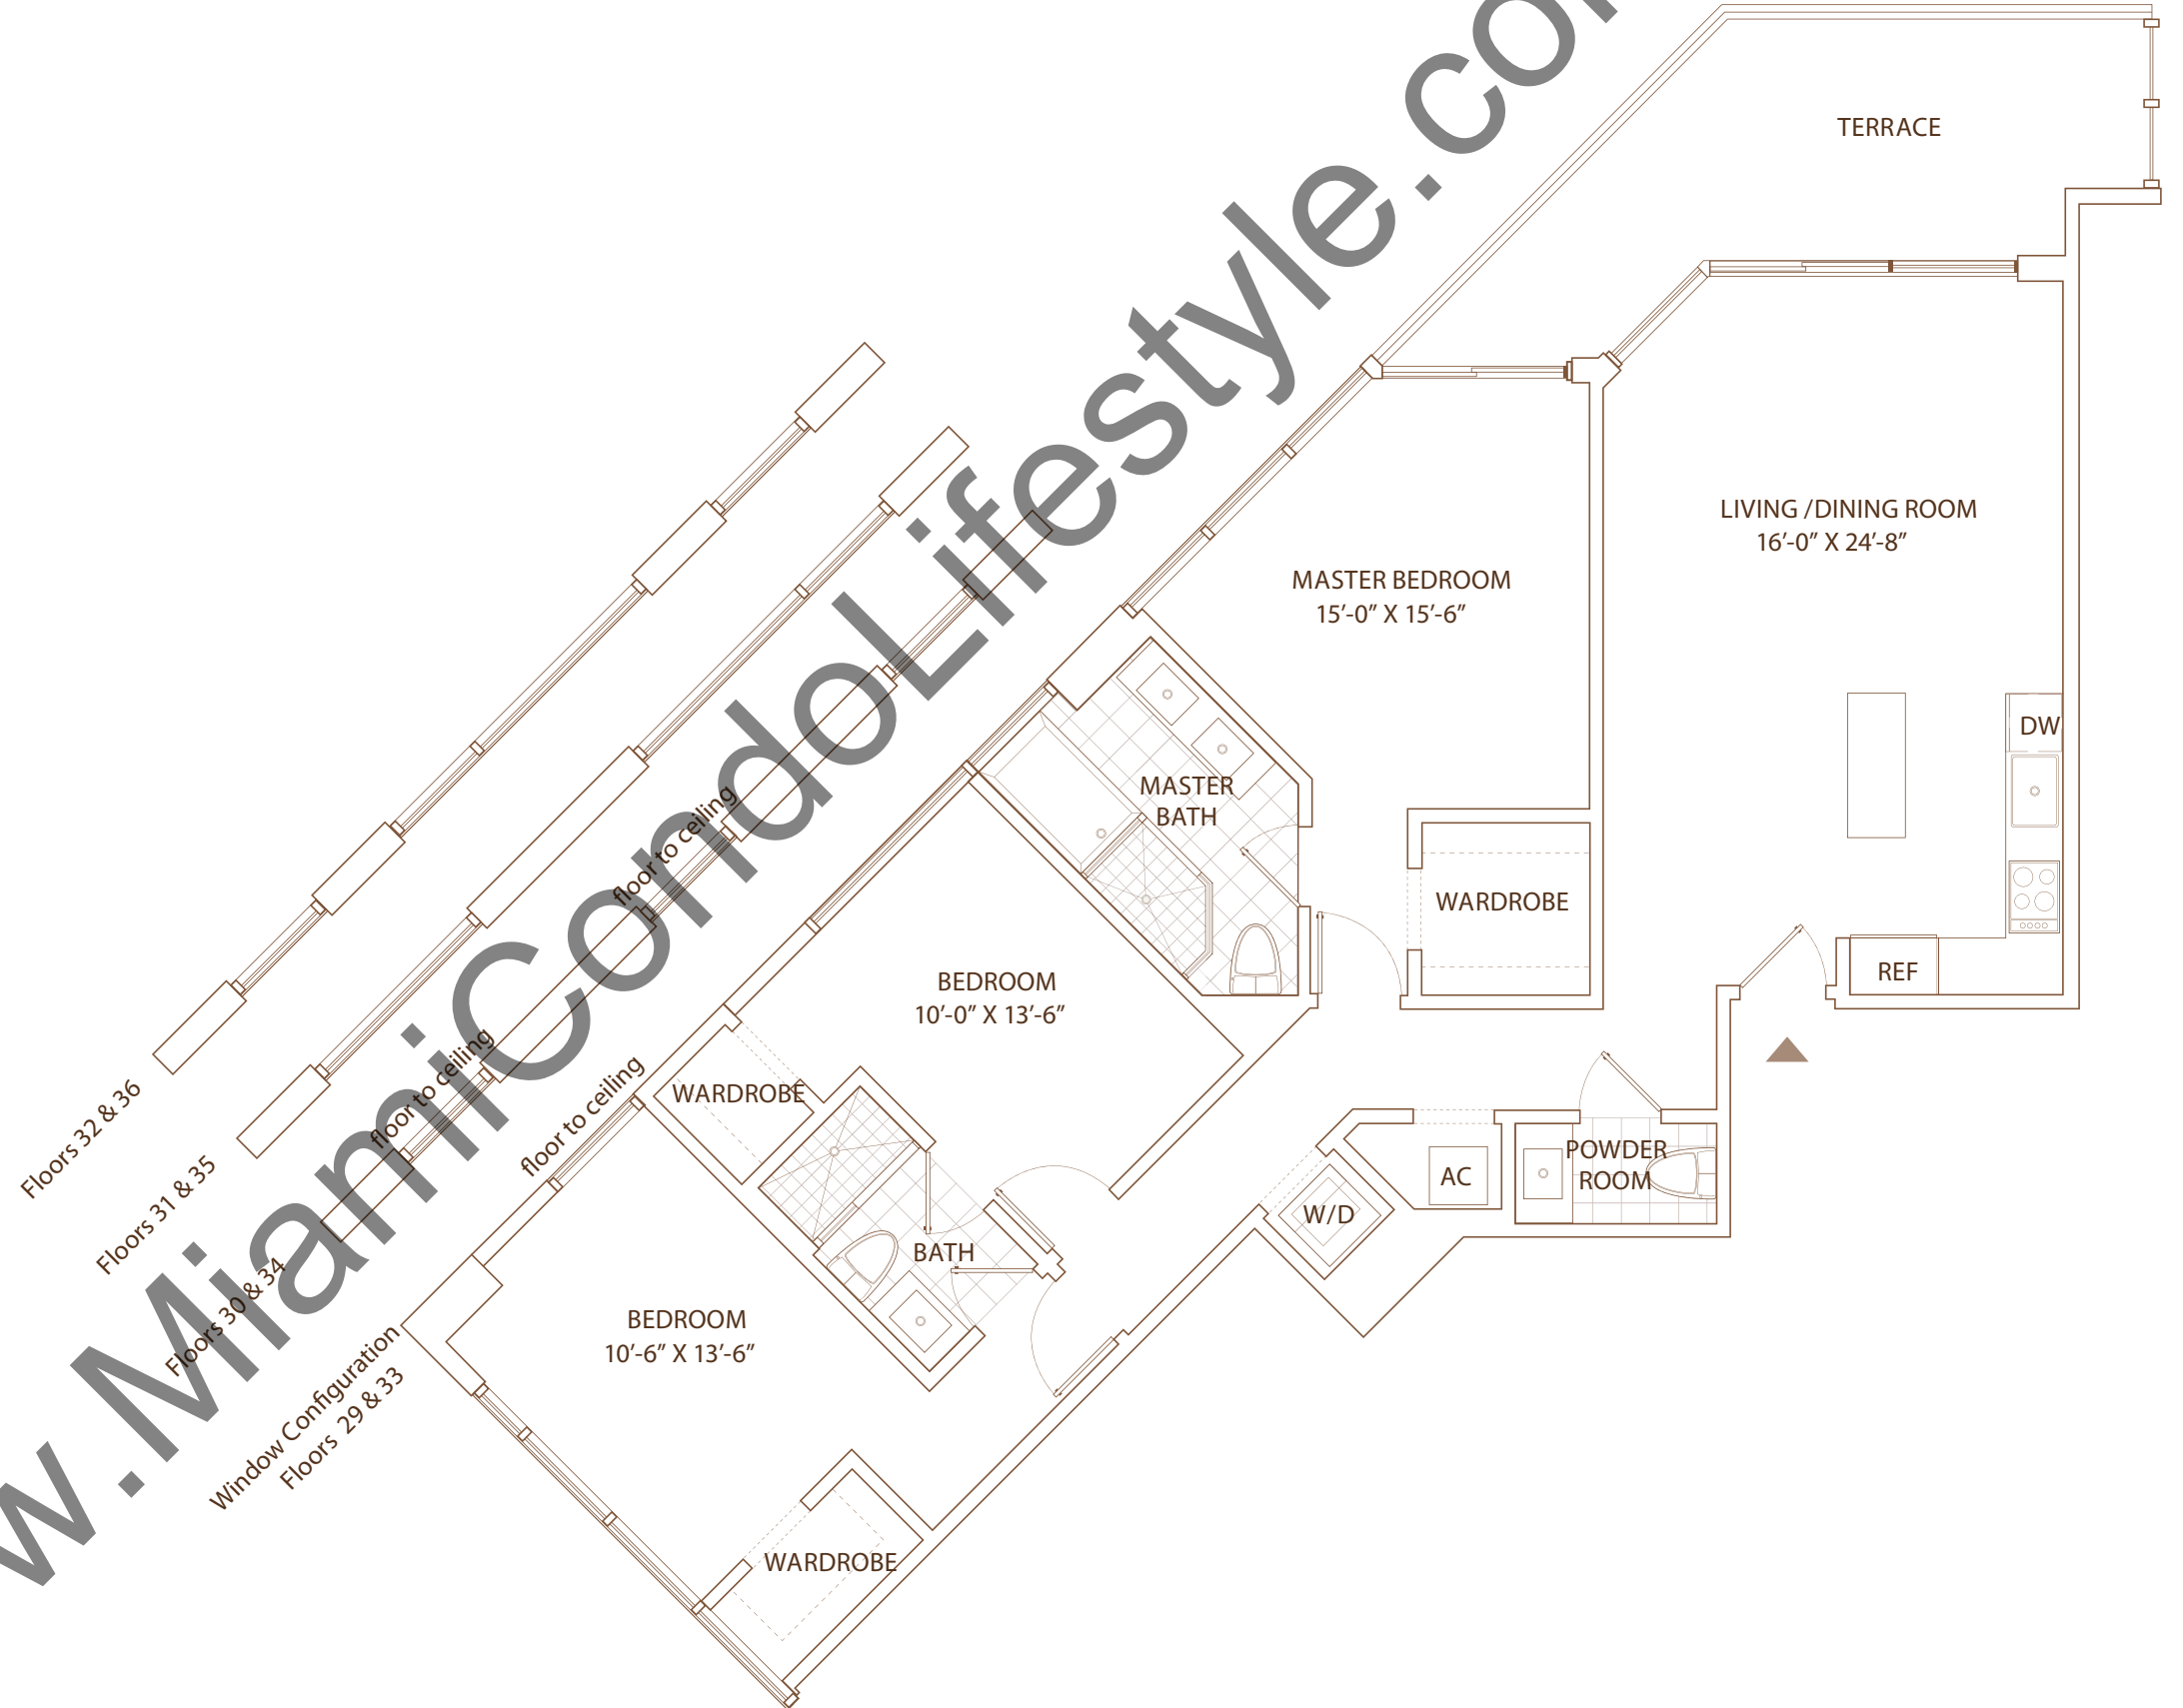 TERRACE
LIVING /DINING ROOM
16’-0” X 24’-8”
MASTER BEDROOM
15’-0” X 15’-6”
DW
MASTER
BATH
WARDROBE
REF
BEDROOM
10’-0” X 13’-6”
WARDROBE
POWDER
ROOM
AC
W/D
BATH
BEDROOM
10’-6” X 13’-6”
WARDROBE
floor to ceiling
floor to ceiling
floor to ceiling
Floors 32 & 36
Floors 31 & 35
Floors 30 & 34
Window Configuration
Floors 29 & 33
w.MiamiCondoLifestyle.com